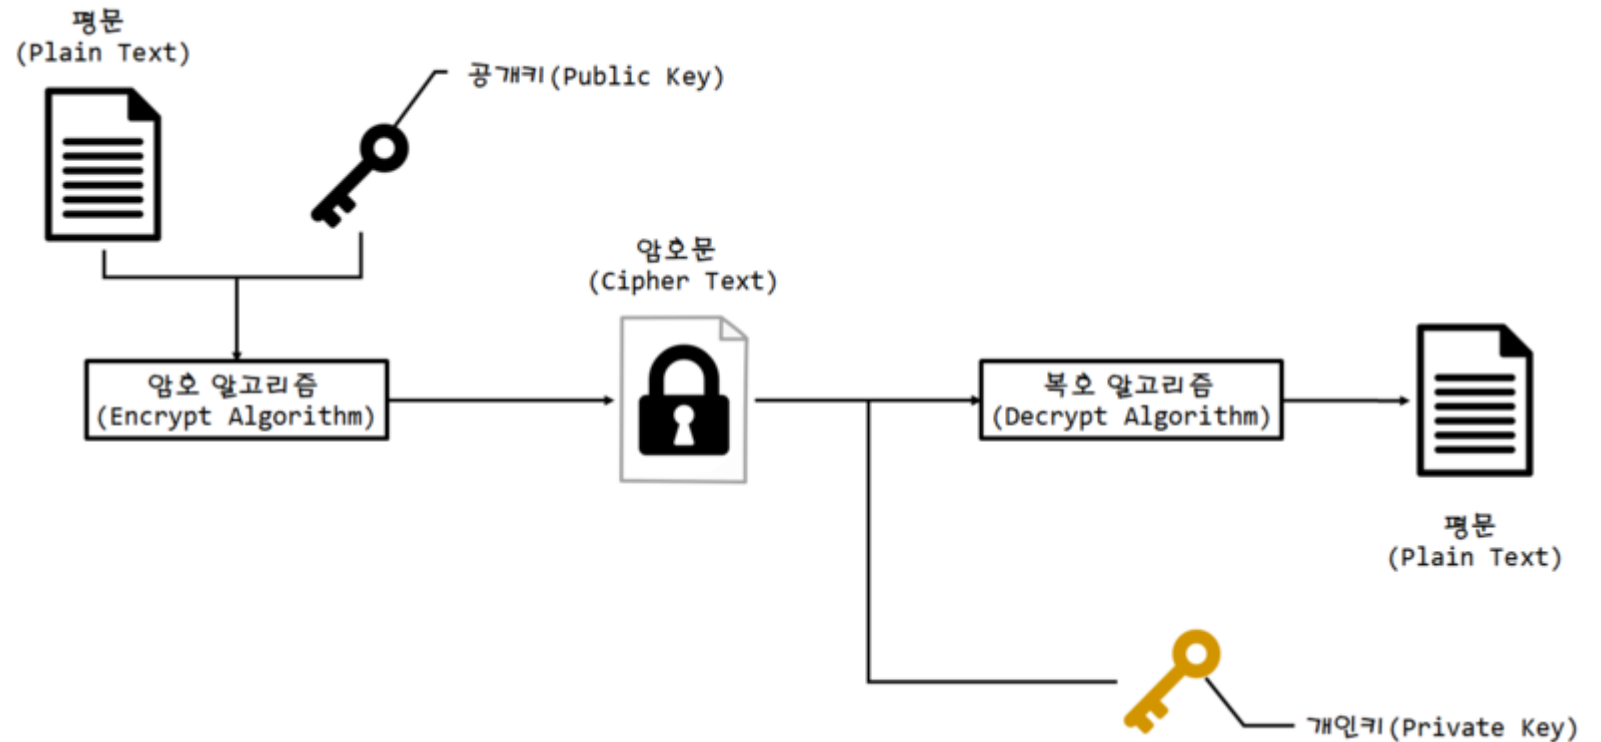 평문
(Plain Text)
공개키(Public Key)
암호문
(Cipher Text)
암호 알고리즘
(Encrypt Algorithm)
복호 알고리즘
(Decrypt Algorithm)
평문
(Plain Text)
개인키(Private Key)